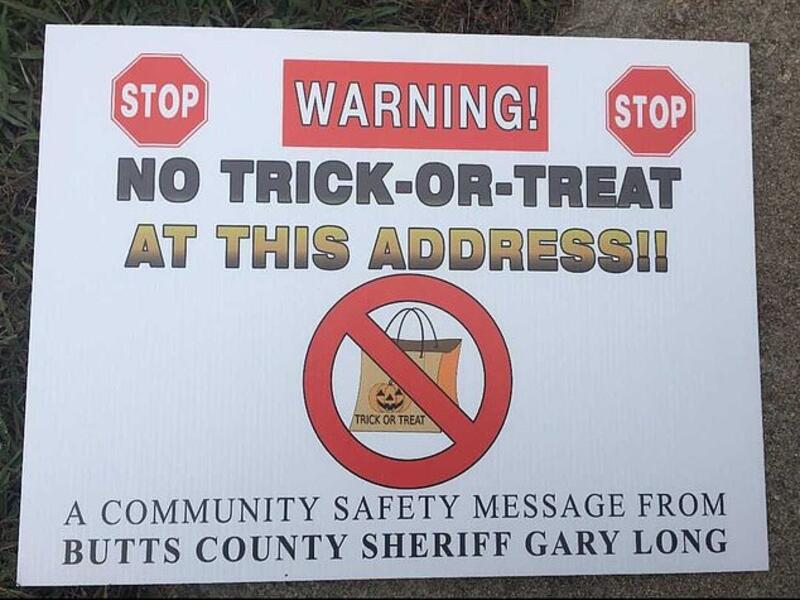 STOP WARNING! STOP
NO TRICK-OR-TREAT
AT THIS ADDRESS!!
TRICK OR TREAT
A COMMUNITY SAFETY MESSAGE FROM
BUTTS COUNTY SHERIFF GARY LONG